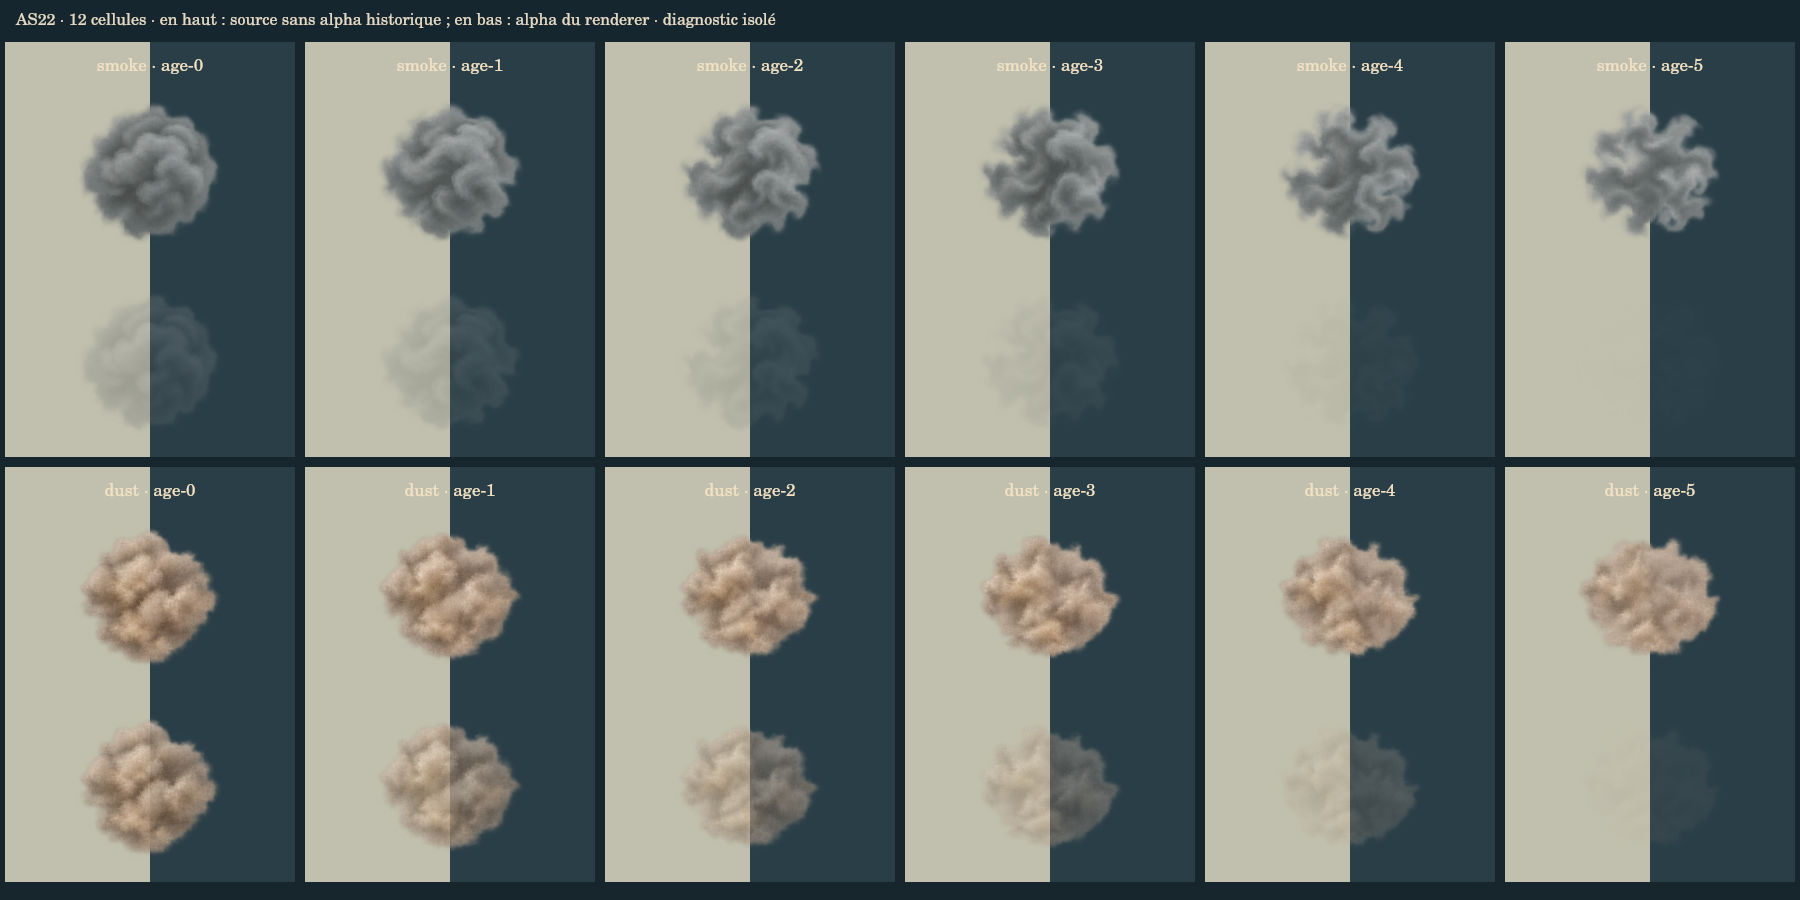 AS22 · 12 cellules · en haut : source sans alpha historique ; en bas : alpha du renderer · diagnostic isolé
smoke · age-0
smoke · age-1
smoke · age-2
smoke · age-3
smoke · age-4
smoke · age-5
dust · age-0
dust · age-1
dust · age-2
dust · age-3
dust · age-4
dust · age-5